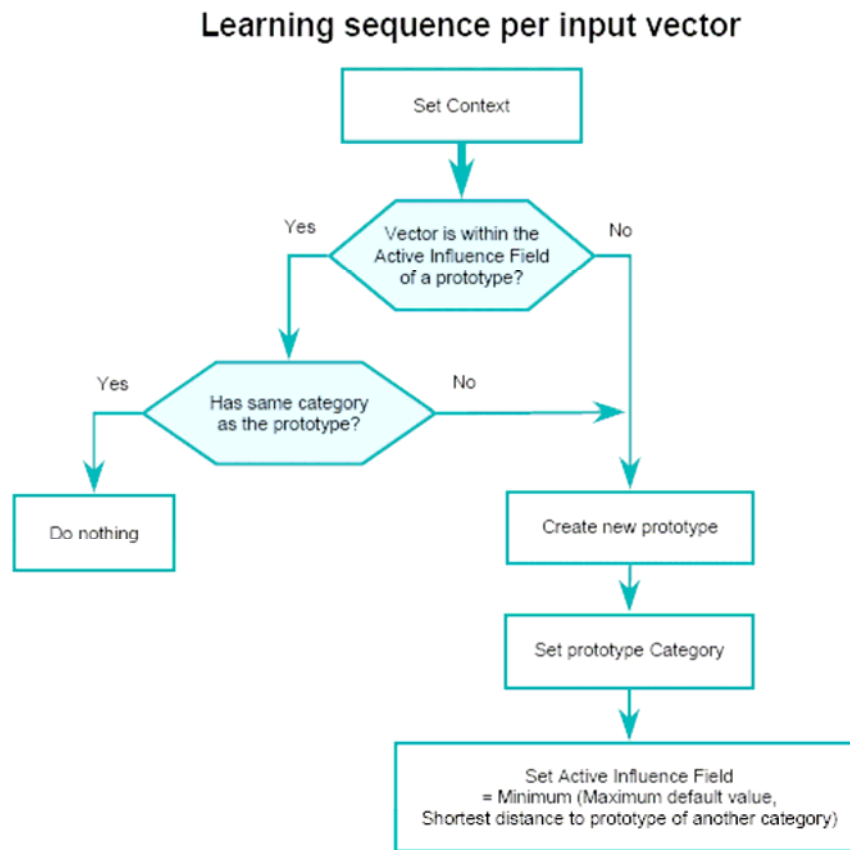 Learning sequence per input vector
Set Context
Yes
Vector is within the
Active Influence Field
of a prototype?
No
Yes
Has same category
as the prototype?
No
Do nothing
Create new prototype
Set prototype Category
Set Active Influence Field
= Minimum (Maximum default value,
Shortest distance to prototype of another category)